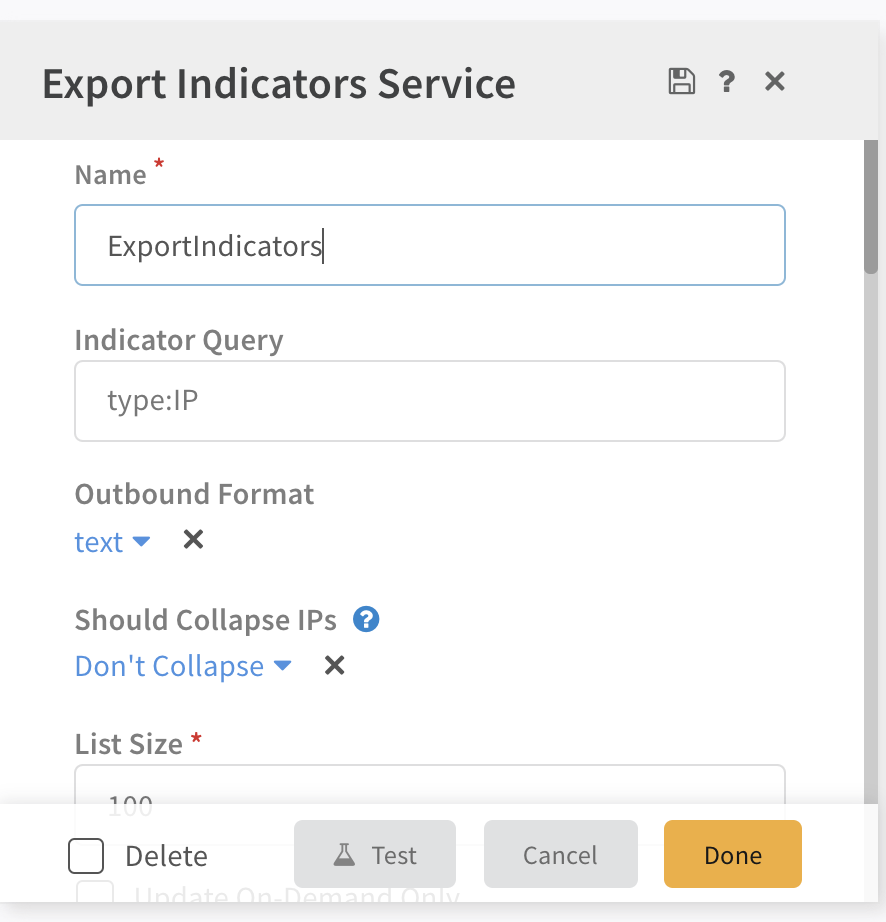 Export Indicators Service
Name *
ExportIndicators
Indicator Query
type:IP
Outbound Format
text
Should Collapse IPs
Don't Collapse
List Size *
100
Delete
Test
Cancel
Done
Update On-Demand Only